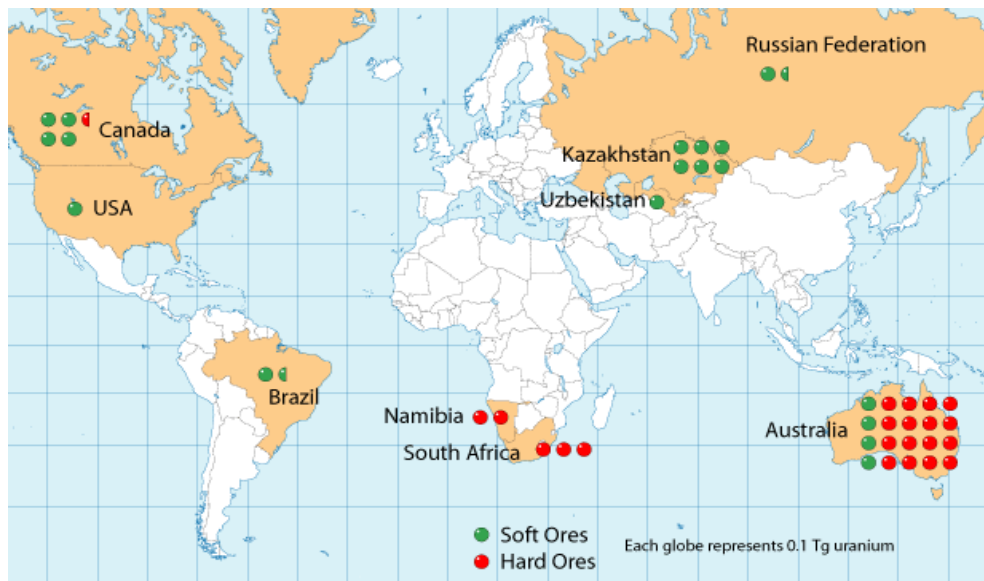 Russian Federation
Canada
Kazakhstan
Uzbekistan
USA
Brazil
Namibia
South Africa
Australia
Soft Ores
Hard Ores
Each globe represents 0.1 Tg uranium